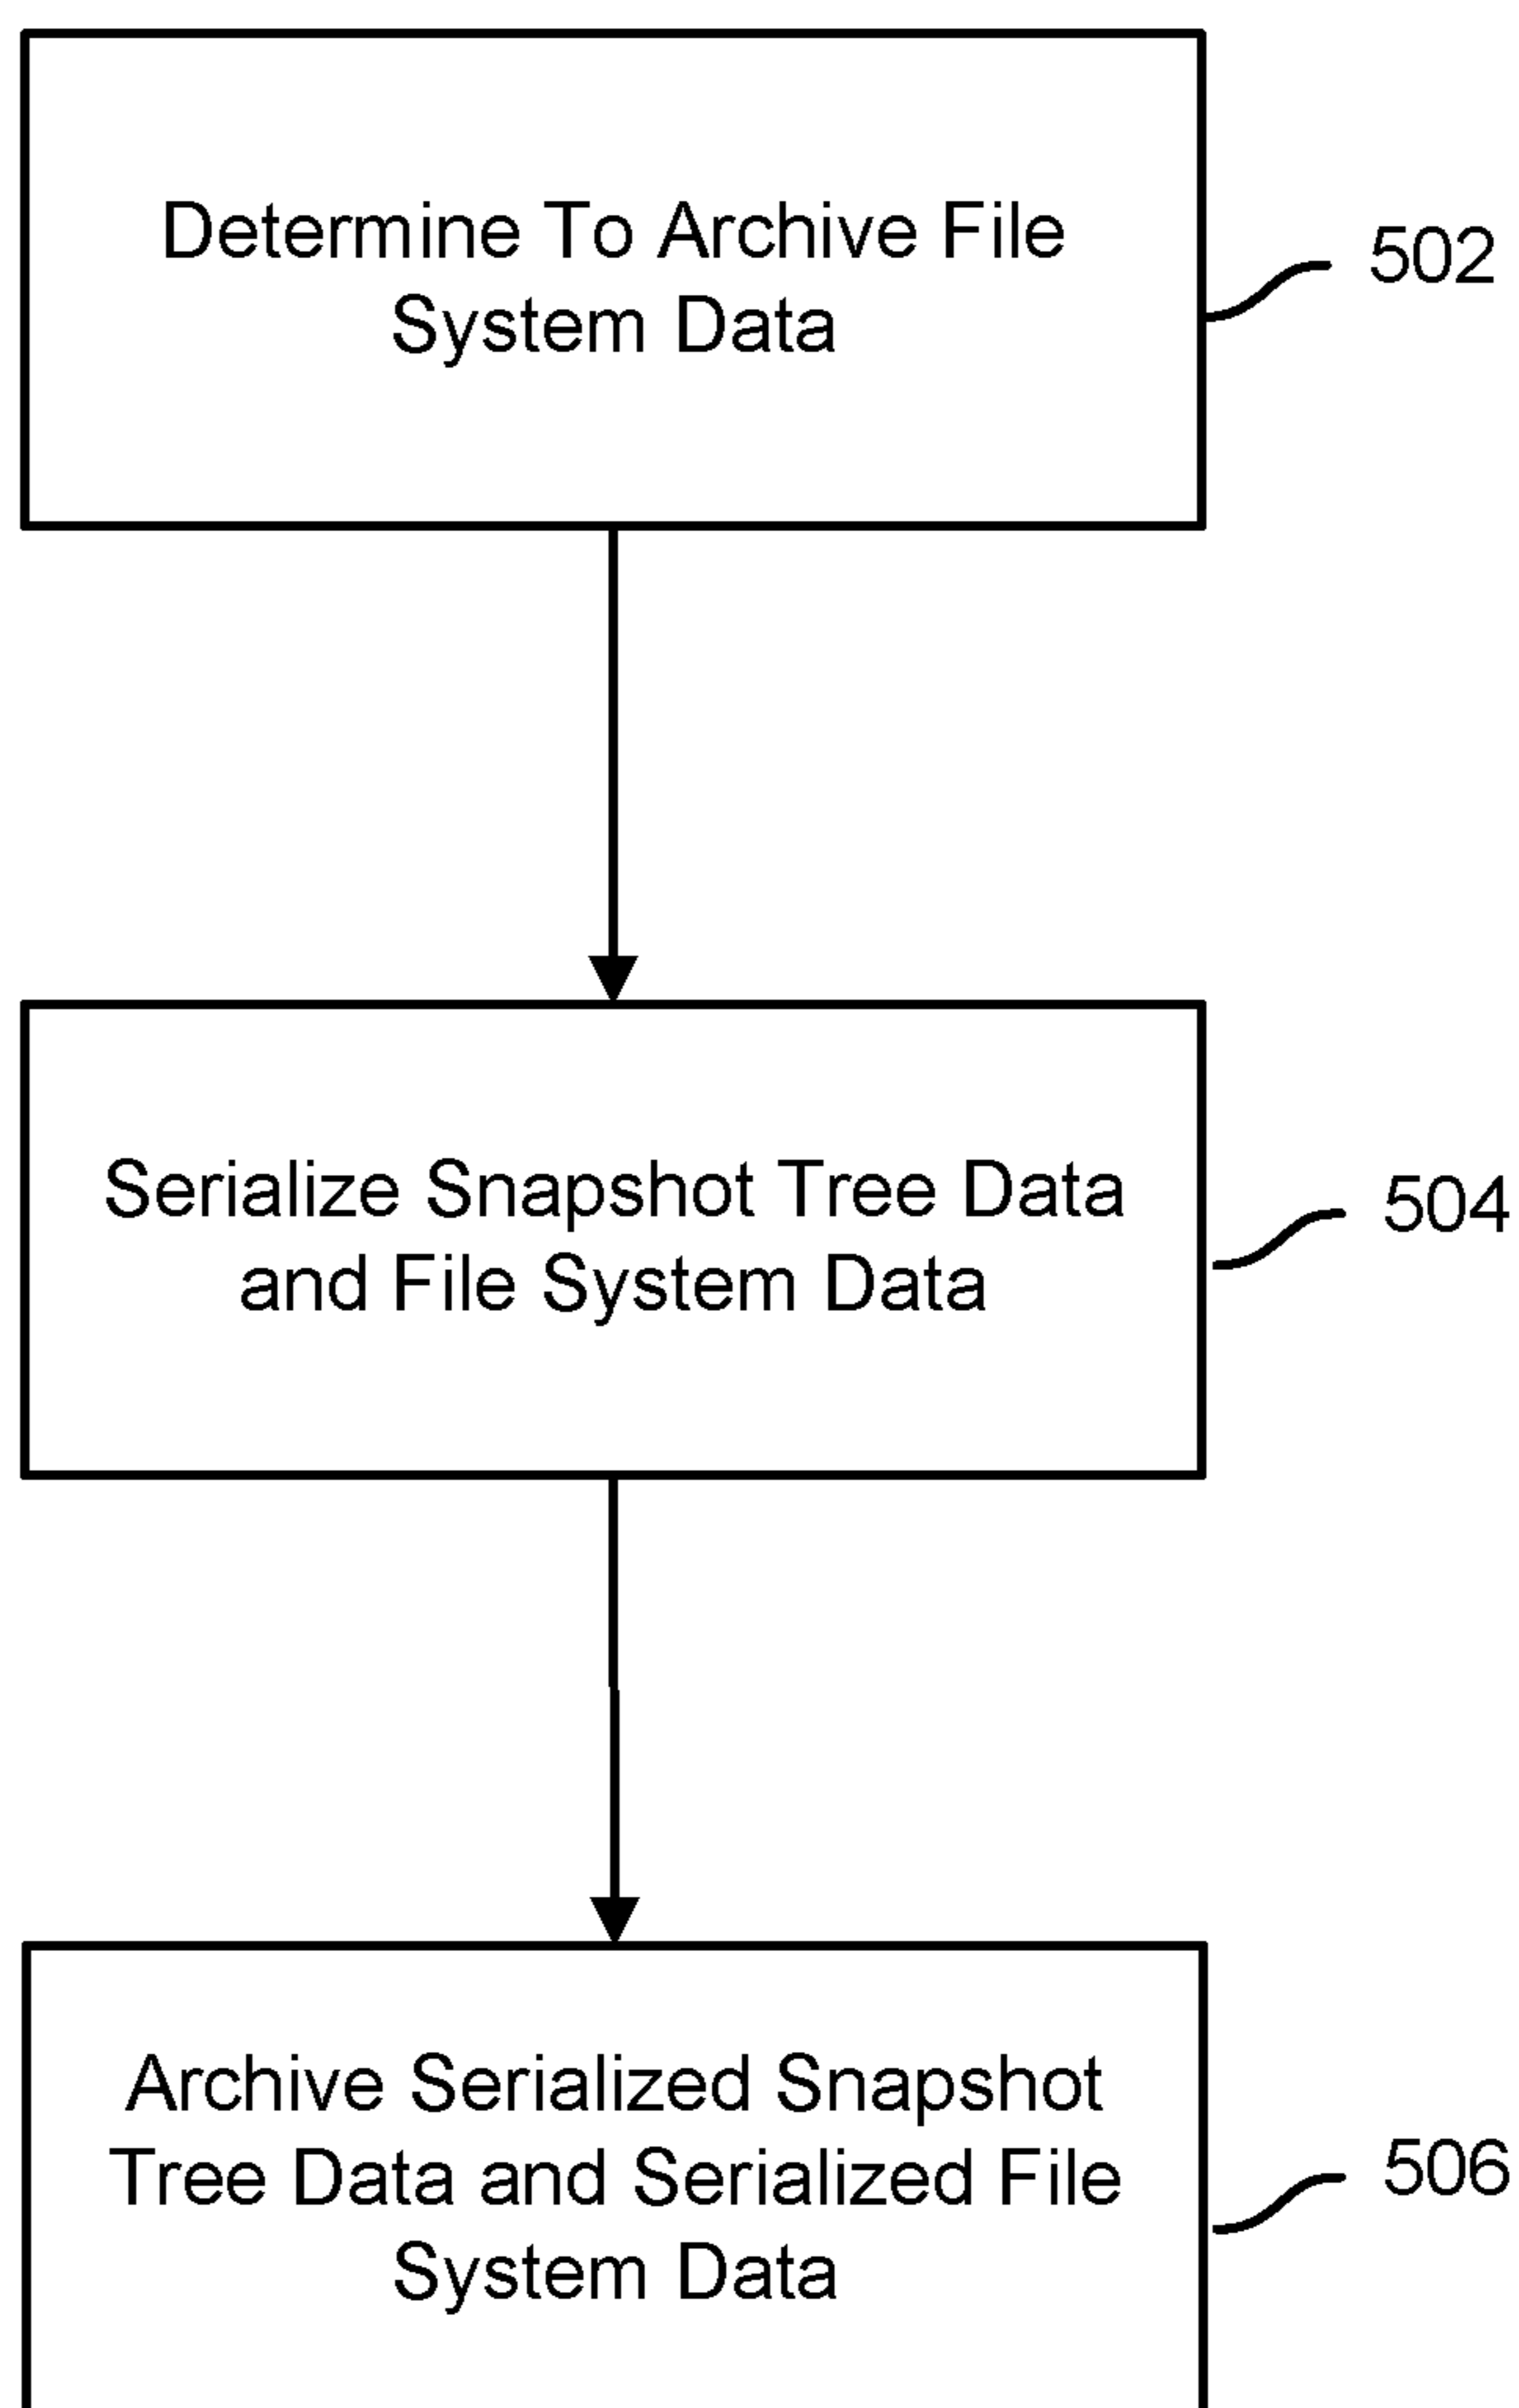 Determine To Archive File
System Data
502
Serialize Snapshot Tree Data
and File System Data
504
Archive Serialized Snapshot
Tree Data and Serialized File
System Data
506